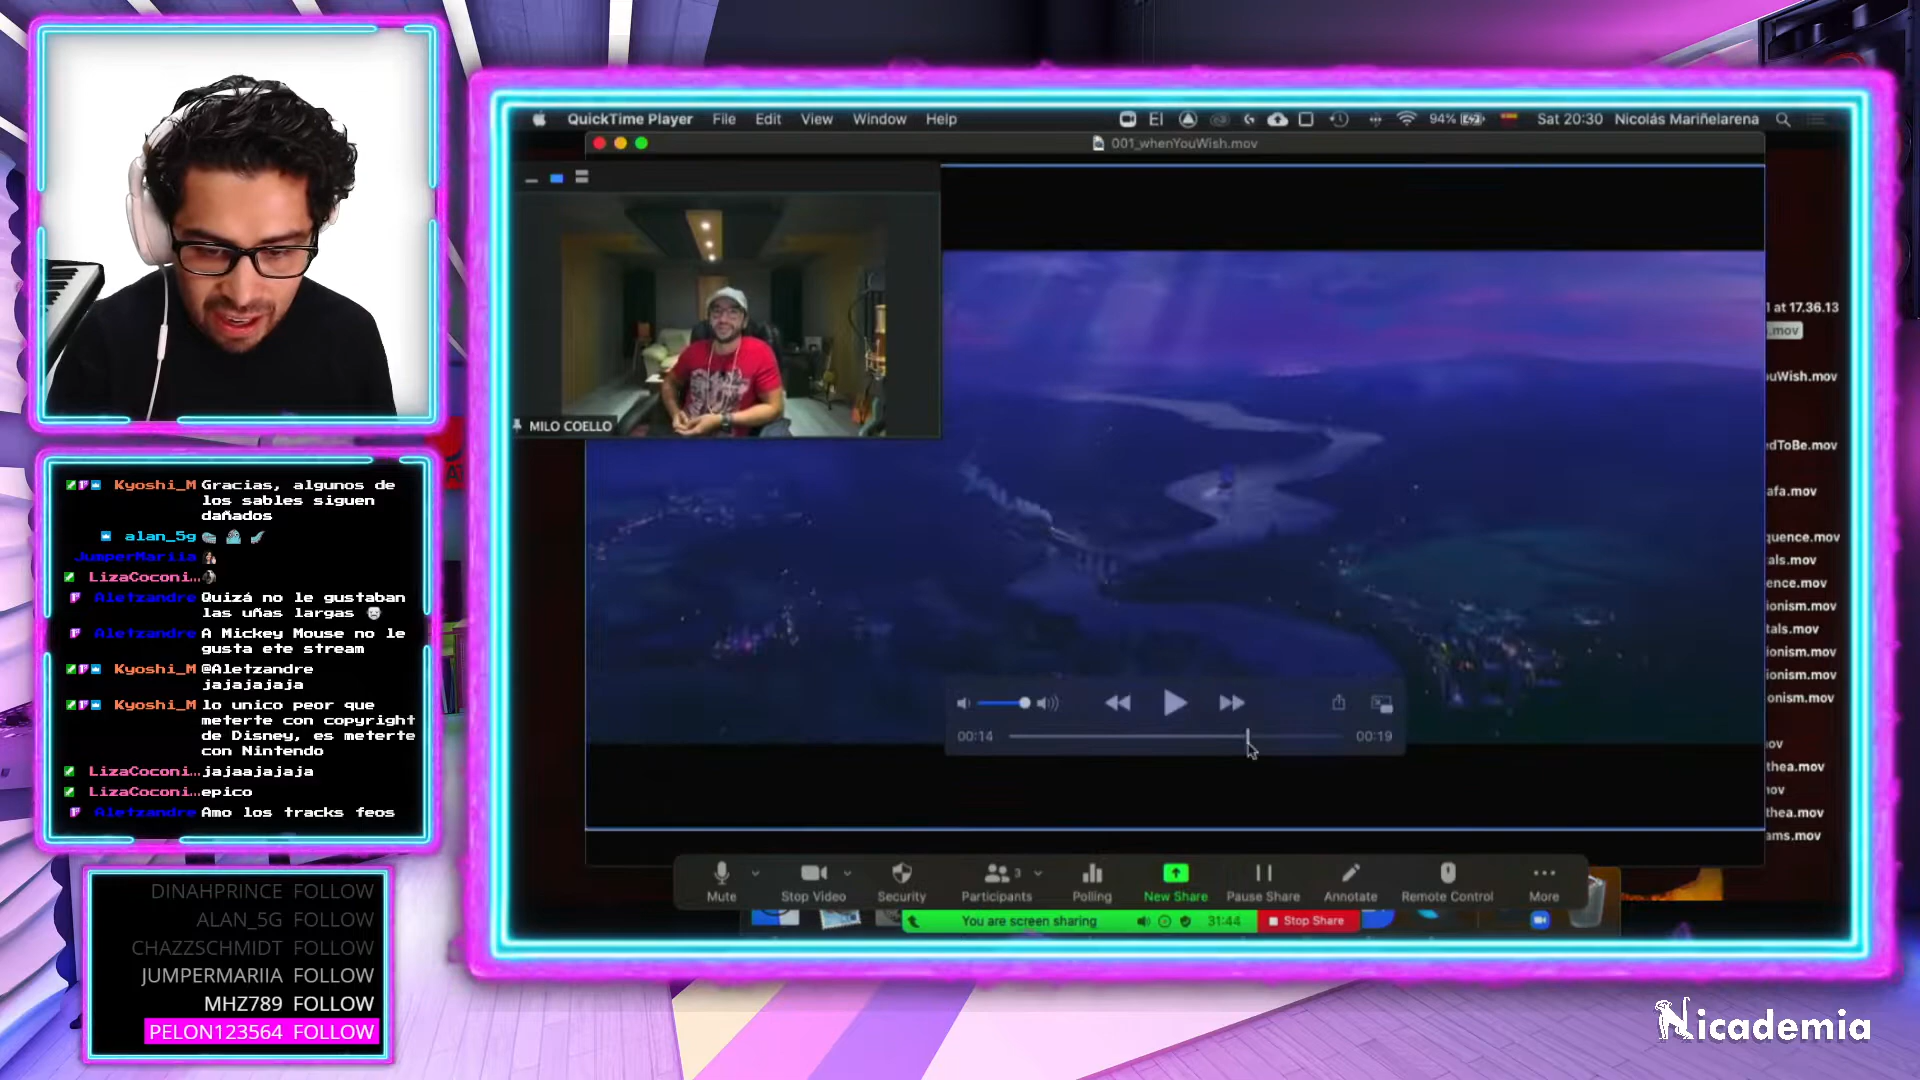 QuickTime Player File Edit View Window Help
94%
Sat 20:30 Nicolás Mariñelarena
001_whenYouWish.mov
MILO COELLO
1 at 17.36.13
.mov
uWish.mov
dToBe.mov
afa.mov
quence.mov
als.mov
ence.mov
ionism.mov
tals.mov
ionism.mov
ionism.mov
onism.mov
ov
thea.mov
nov
thea.mov
ams.mov
00:14
00:19
Mute
Stop Video
Security
3
Participants
Polling
New Share
Pause Share
Annotate
Remote Control
More
You are screen sharing
31:44
Stop Share
Kyoshi_M Gracias, algunos de
los sables siguen
dañados
alan_5g
JumperMariia
LizaCoconi...
Aletzandre Quizá no le gustaban
las uñas largas
Aletzandre A Mickey Mouse no le
gusta ete stream
Kyoshi_M @Aletzandre
jajajajaja
Kyoshi_M lo unico peor que
meterte con copyright
de Disney, es meterte
con Nintendo
LizaCoconi... jajaajajaja
LizaCoconi... epico
Aletzandre Amo los tracks feos
DINAHPRINCE FOLLOW
ALAN_5G FOLLOW
CHAZZSCHMIDT FOLLOW
JUMPERMARIIA FOLLOW
MHZ789 FOLLOW
PELON123564 FOLLOW
Nicademia